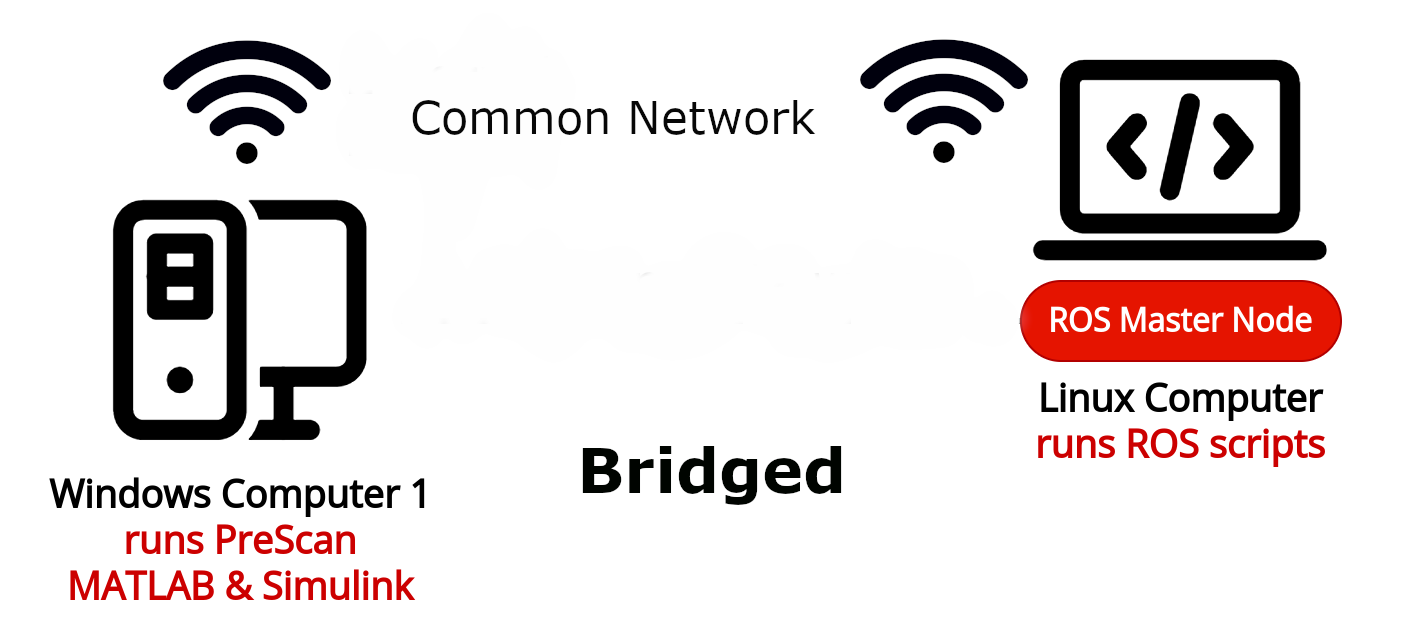 Common Network
ROS Master Node
Linux Computer
runs ROS scripts
Bridged
Windows Computer 1
runs PreScan
MATLAB & Simulink